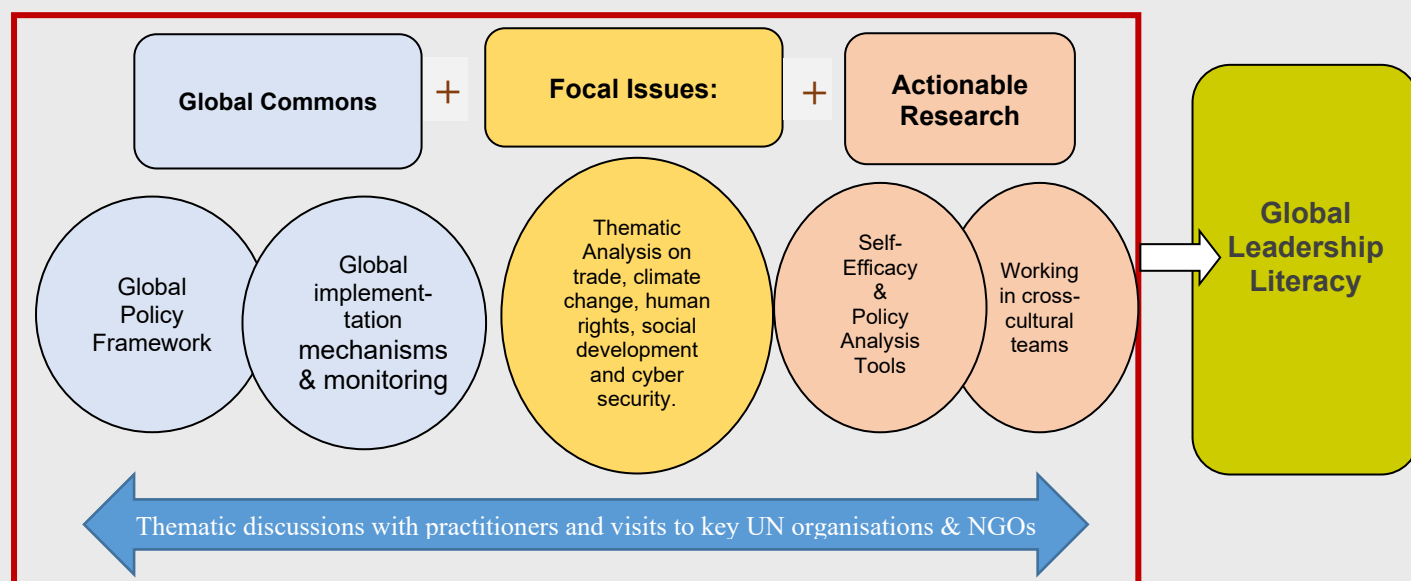 Global Commons
+
Focal Issues:
+
Actionable
Research
Global
Policy
Framework
Global
implement-
tation
mechanisms
& monitoring
Thematic
Analysis on
trade, climate
change, human
rights, social
development
and cyber
security.
Self-
Efficacy
&
Policy
Analysis
Tools
Working
in cross-
cultural
teams
Global
Leadership
Literacy
Thematic discussions with practitioners and visits to key UN organisations & NGOs